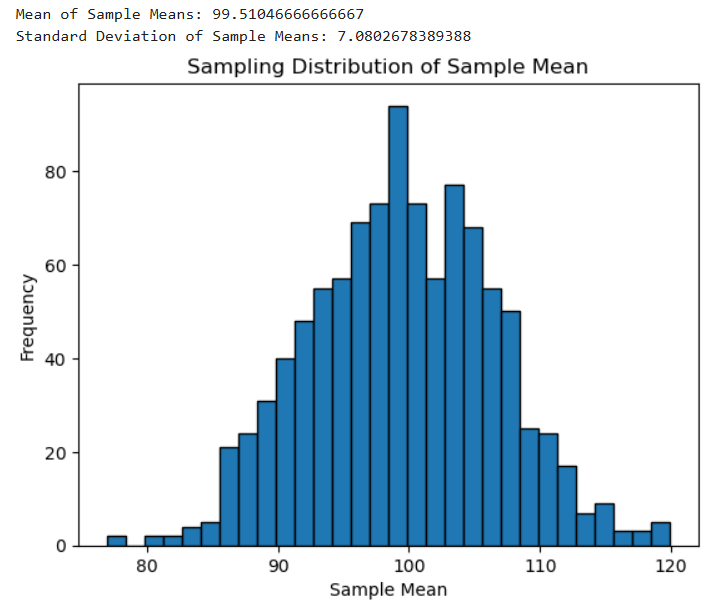 Mean of Sample Means: 99.51046666666667
Standard Deviation of Sample Means: 7.0802678389388
Sampling Distribution of Sample Mean
Frequency
80
60
40
20
0
80 90 100 110 120
Sample Mean